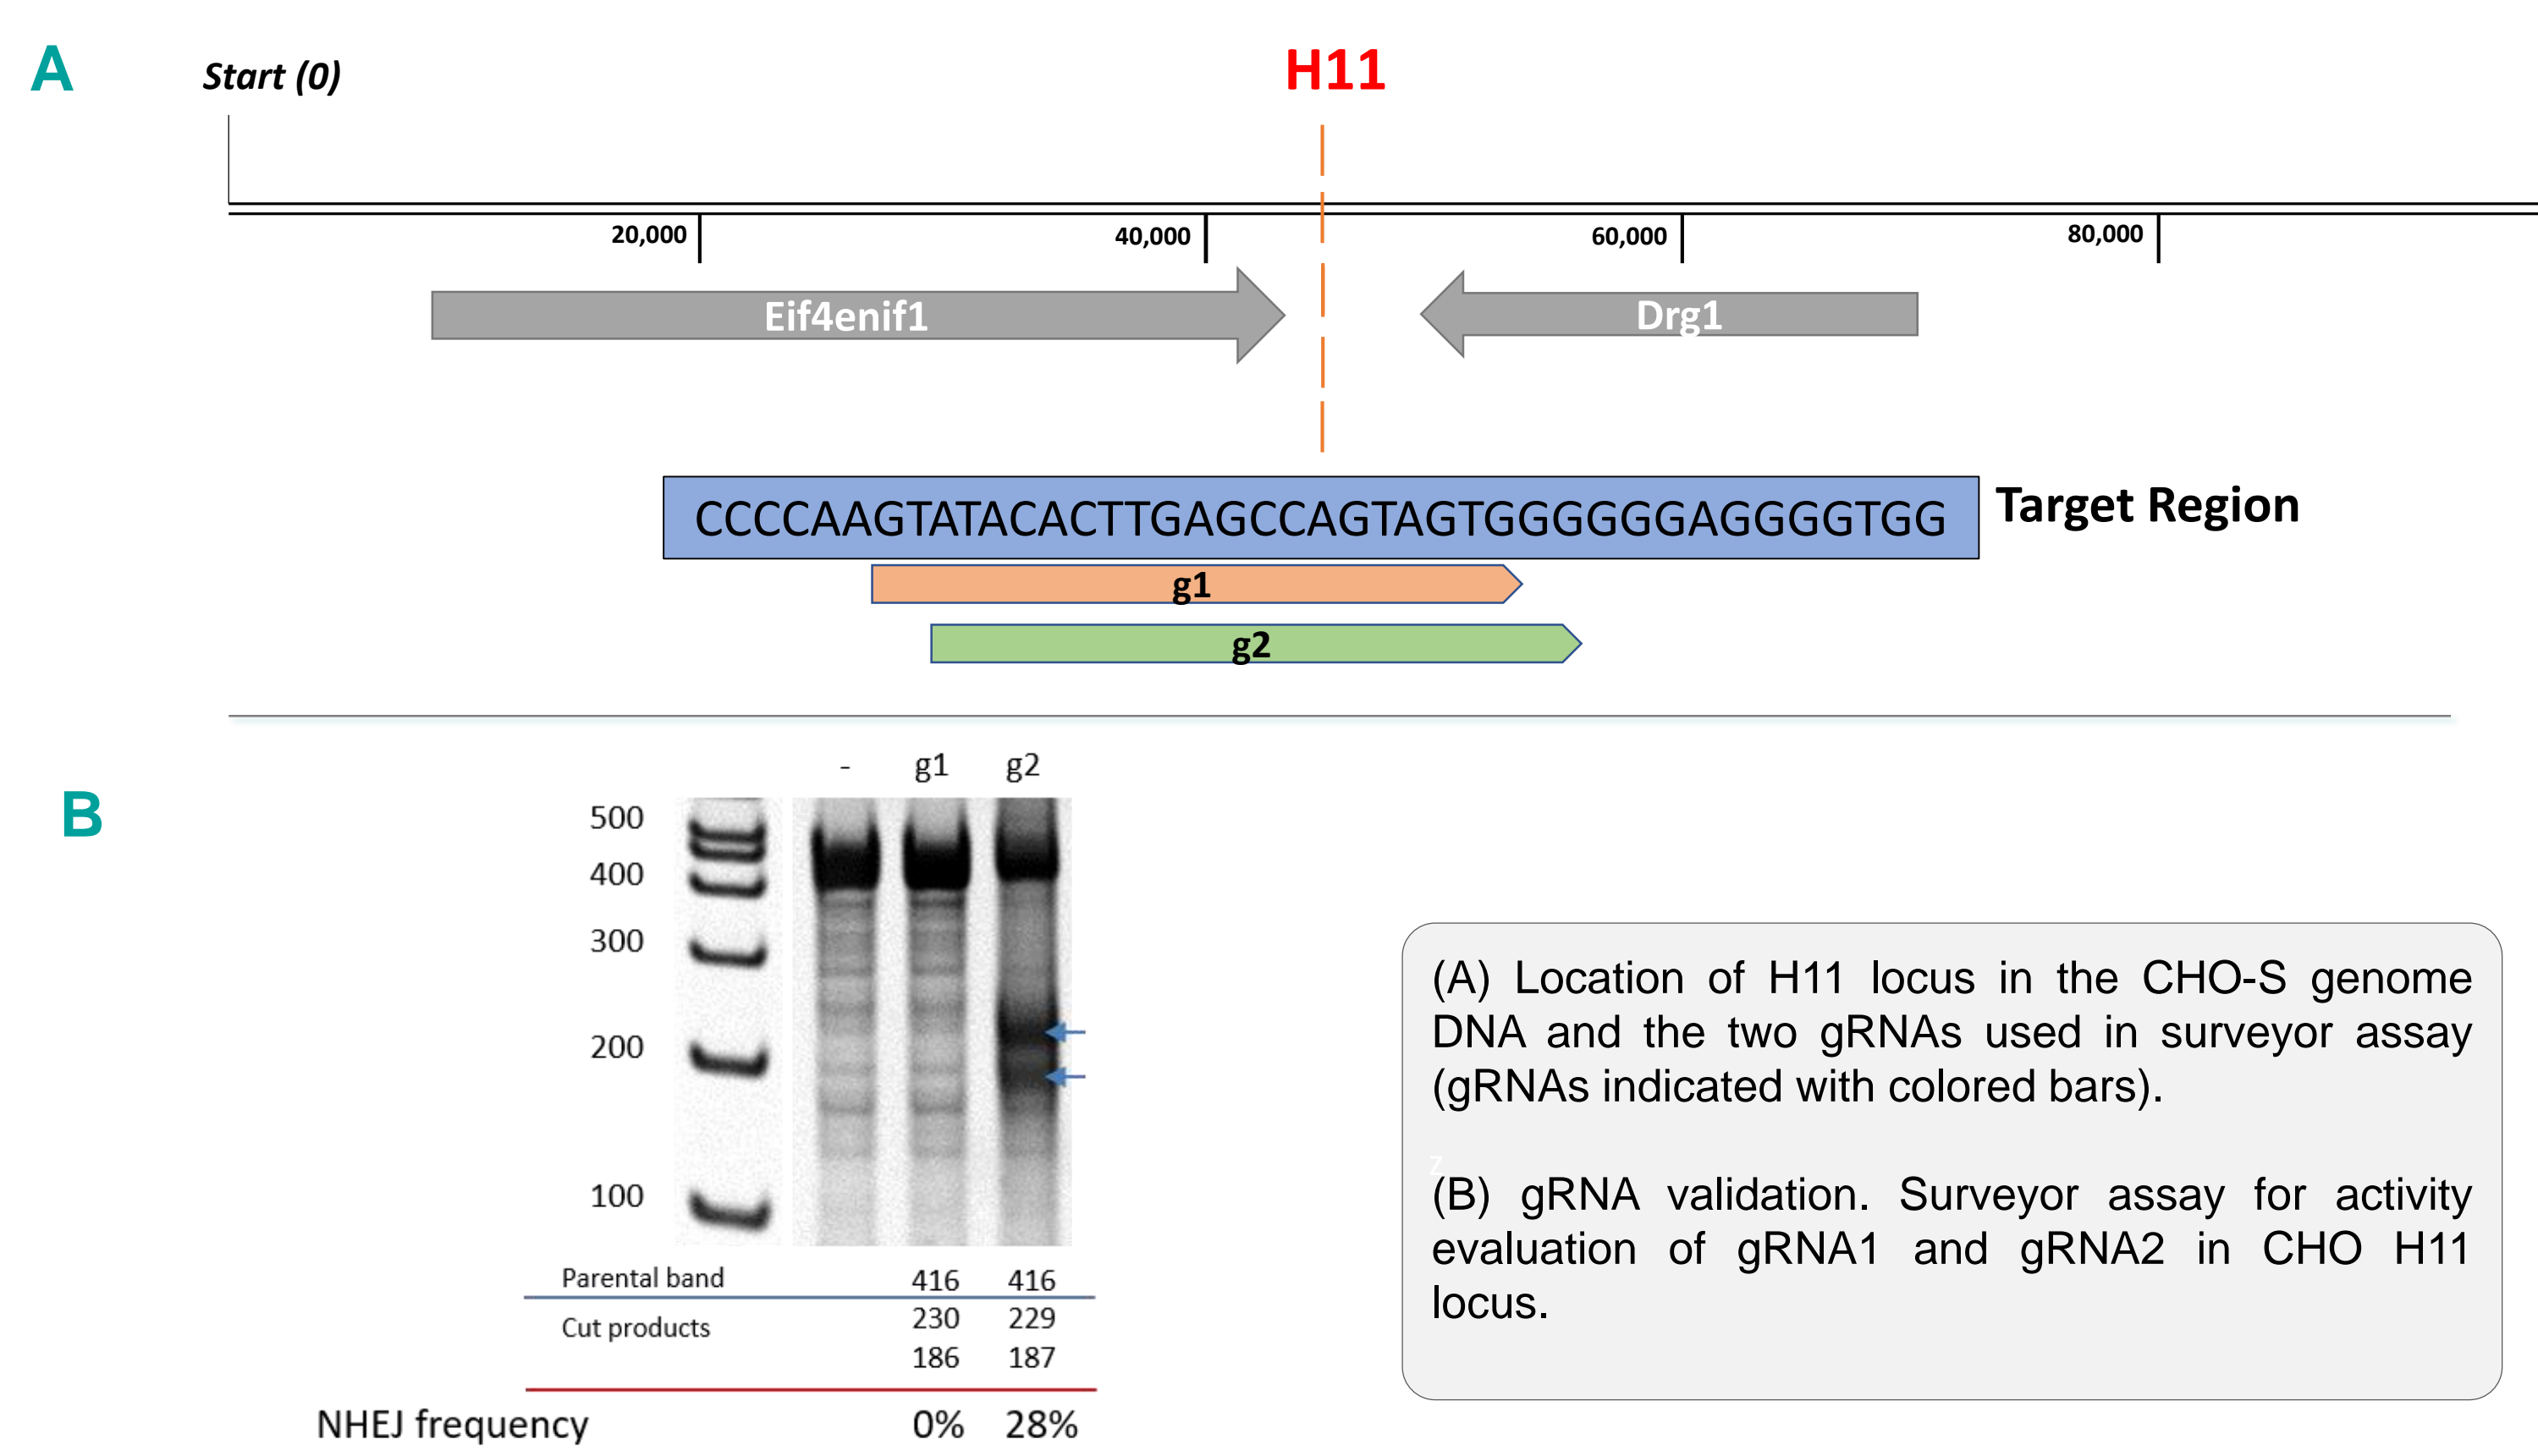 A
Start (0)
H11
20,000
40,000
60,000
80,000
Eif4enif1
Drg1
CCCCAAGTATACACTTGAGCCAGTAGTGGGGGGAGGGGTGG
Target Region
g1
g2
B
- g1 g2
500
400
300
200
100
Parental band 416 416
Cut products 230 229
186 187
NHEJ frequency 0% 28%
(A) Location of H11 locus in the CHO-S genome
DNA and the two gRNAs used in surveyor assay
(gRNAs indicated with colored bars).
z
(B) gRNA validation. Surveyor assay for activity
evaluation of gRNA1 and gRNA2 in CHO H11
locus.